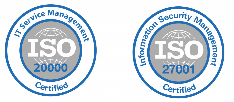 IT Service Management
ISO
20000
Certified
Information Security Management
ISO
27001
Certified